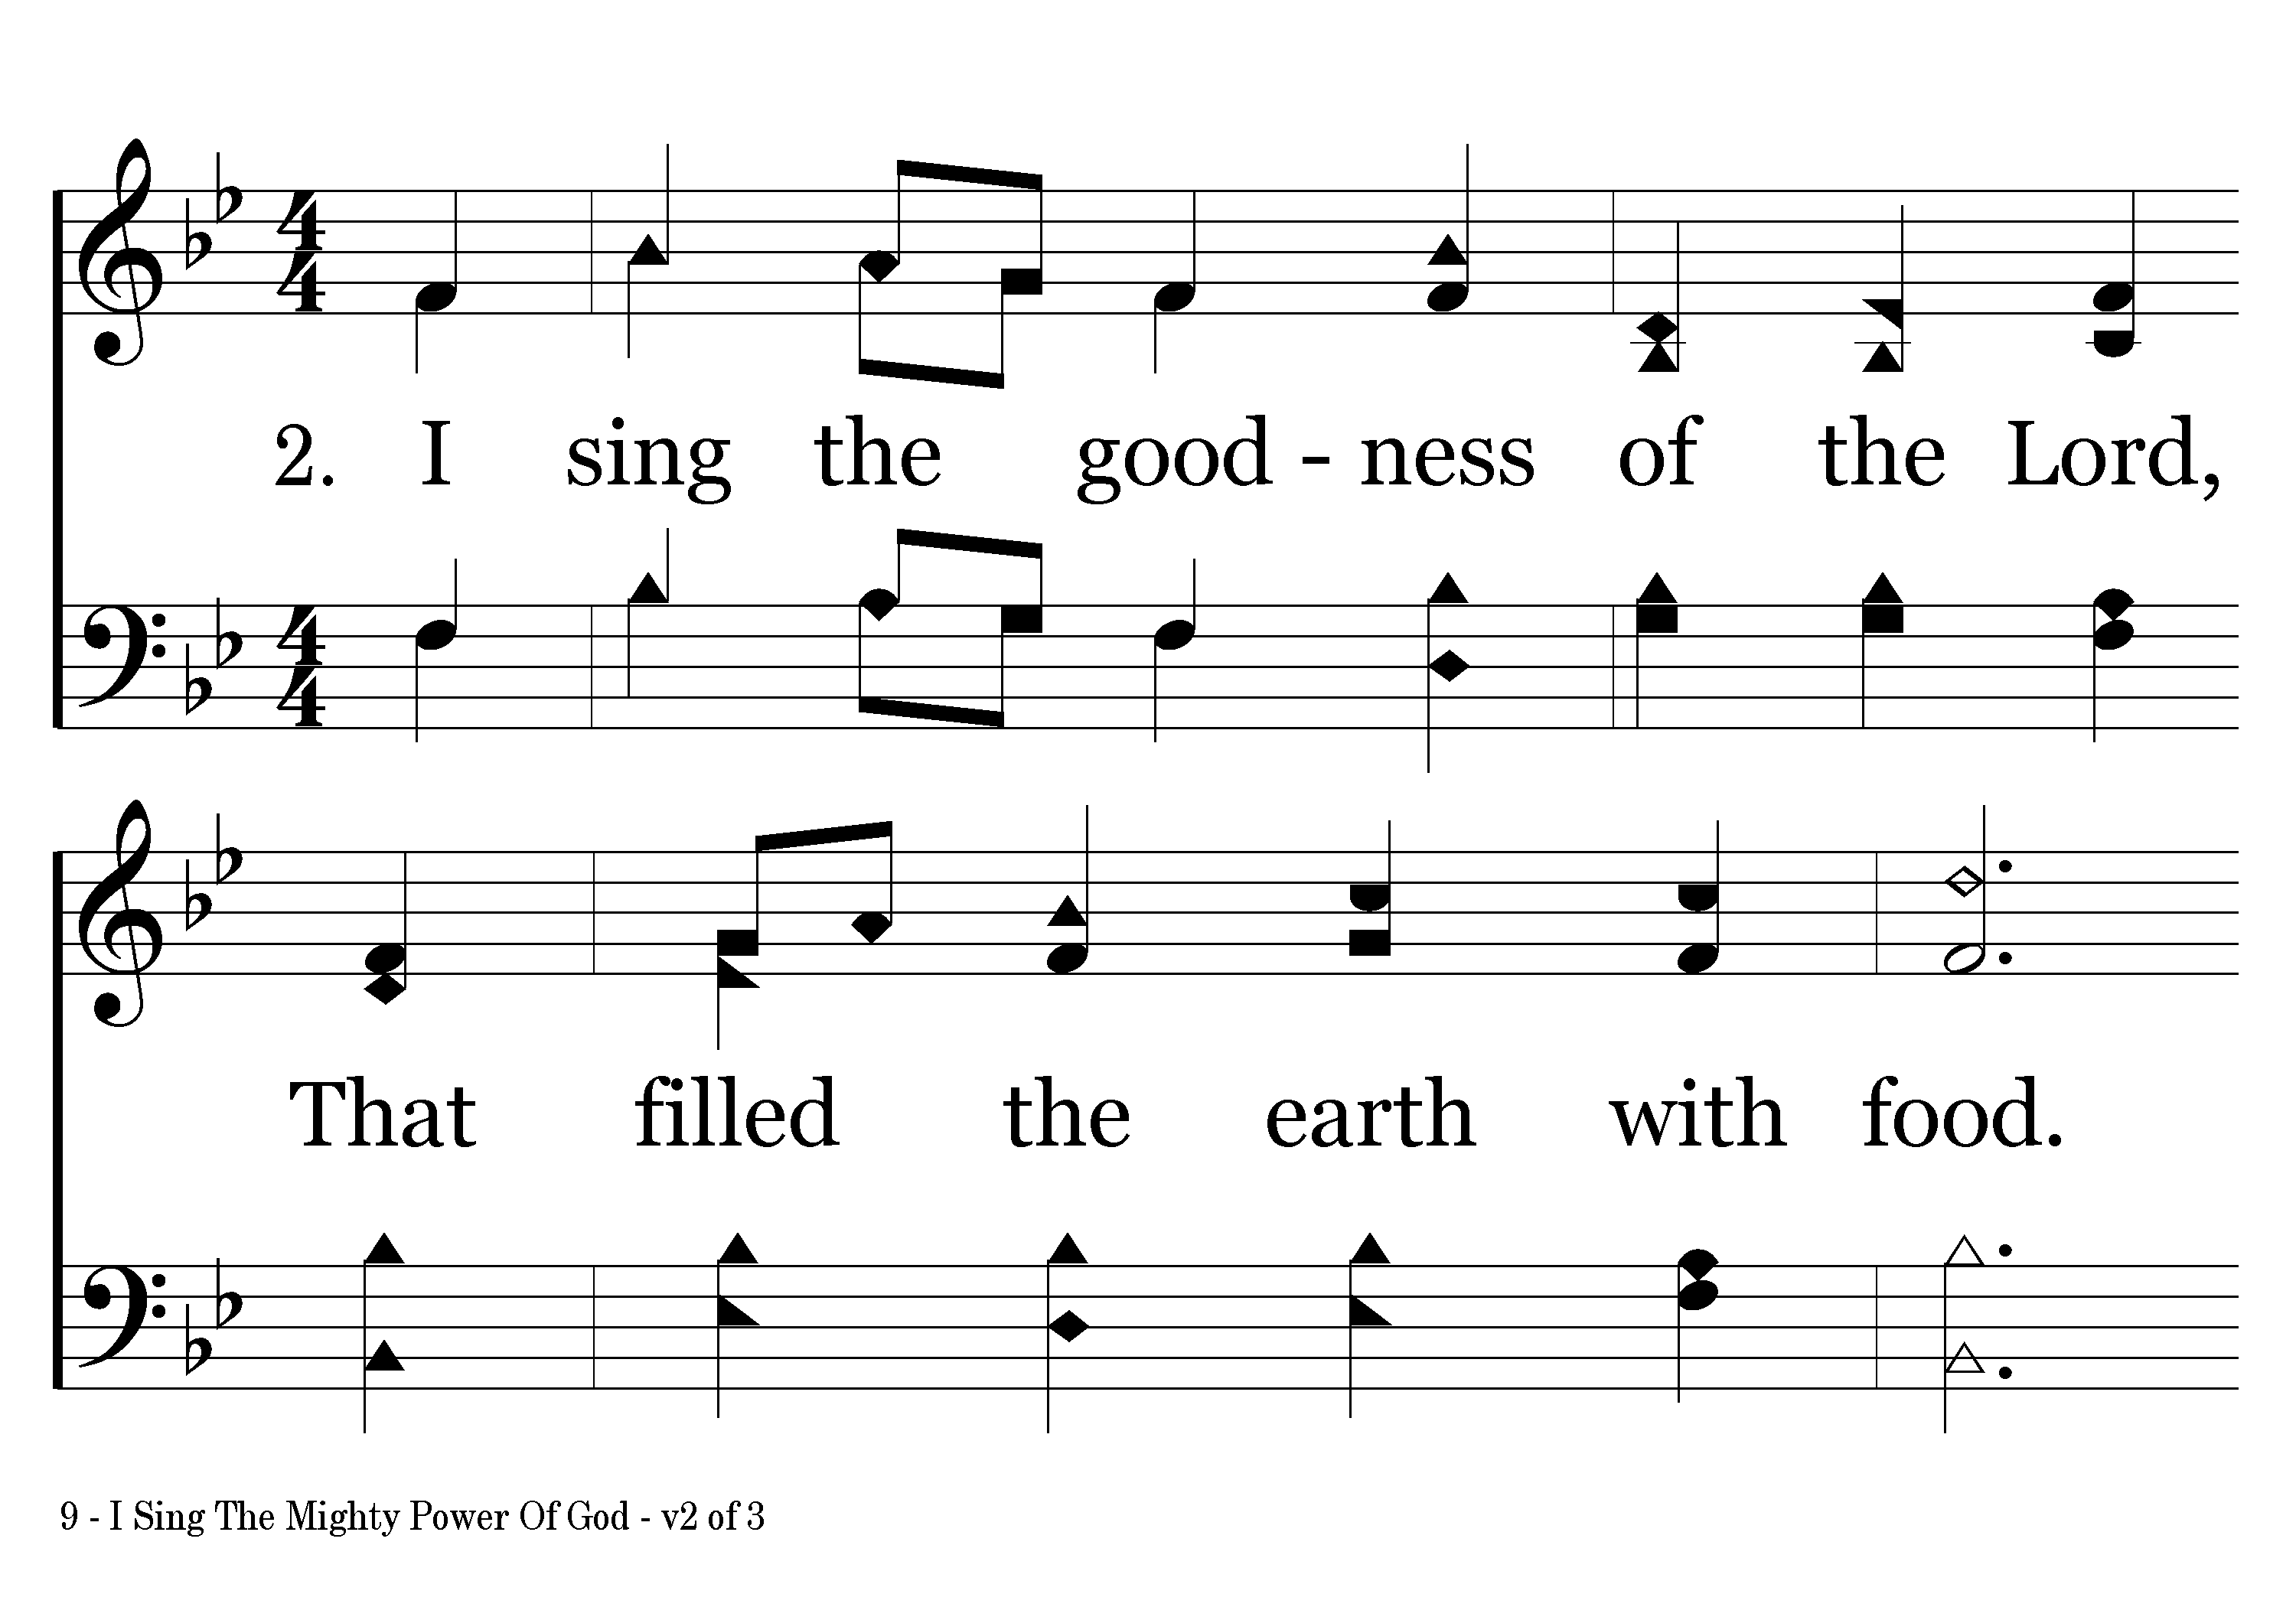 2. I sing the good - ness of the Lord,
That filled the earth with food.
9 - I Sing The Mighty Power Of God - v2 of 3